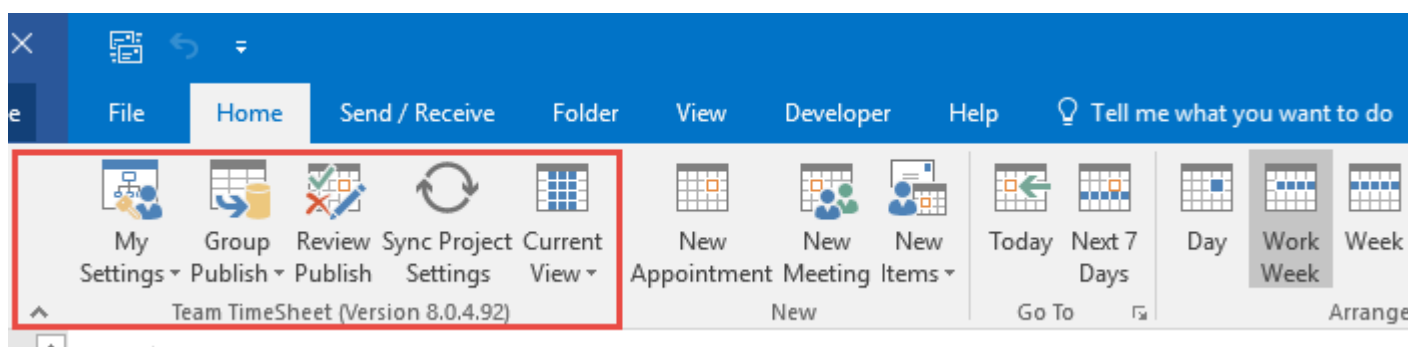 e File Home Send / Receive Folder View Developer Help Tell me what you want to do
My Settings Group Publish Review Publish Sync Project Settings Current View New Appointment New Meeting New Items Today Next 7 Days Day Work Week Week
Team TimeSheet (Version 8.0.4.92) New Go To Arrange